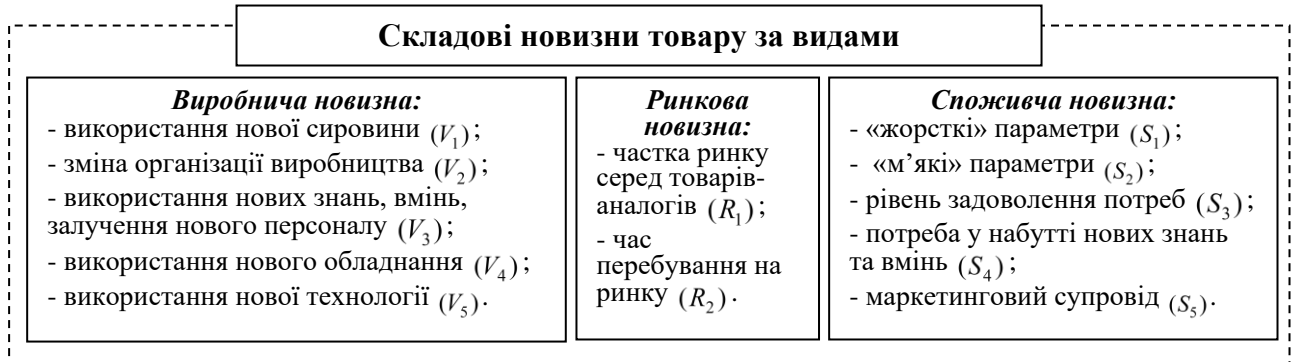 Складові новизни товару за видами
Виробнича новизна:
- використання нової сировини (V₁);
- зміна організації виробництва (V₂);
- використання нових знань, вмінь,
залучення нового персоналу (V₃);
- використання нового обладнання (V₄);
- використання нової технології (V₅).
Ринкова
новизна:
- частка ринку
серед товарів-
аналогів (R₁);
- час
перебування на
ринку (R₂).
Споживча новизна:
- «жорсткі» параметри (S₁);
- «м’які» параметри (S₂);
- рівень задоволення потреб (S₃);
- потреба у набутті нових знань
та вмінь (S₄);
- маркетинговий супровід (S₅).